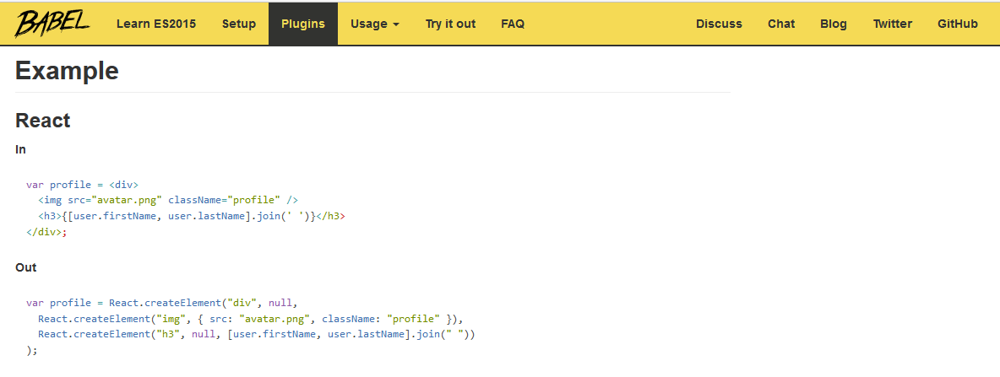 BABEL Learn ES2015 Setup Plugins Usage Try it out FAQ Discuss Chat Blog Twitter GitHub
Example
React
In
var profile = <div>
  <img src="avatar.png" className="profile" />
  <h3>{[user.firstName, user.lastName].join(' ')}</h3>
</div>;
Out
var profile = React.createElement("div", null,
  React.createElement("img", { src: "avatar.png", className: "profile" }),
  React.createElement("h3", null, [user.firstName, user.lastName].join(" "))
);